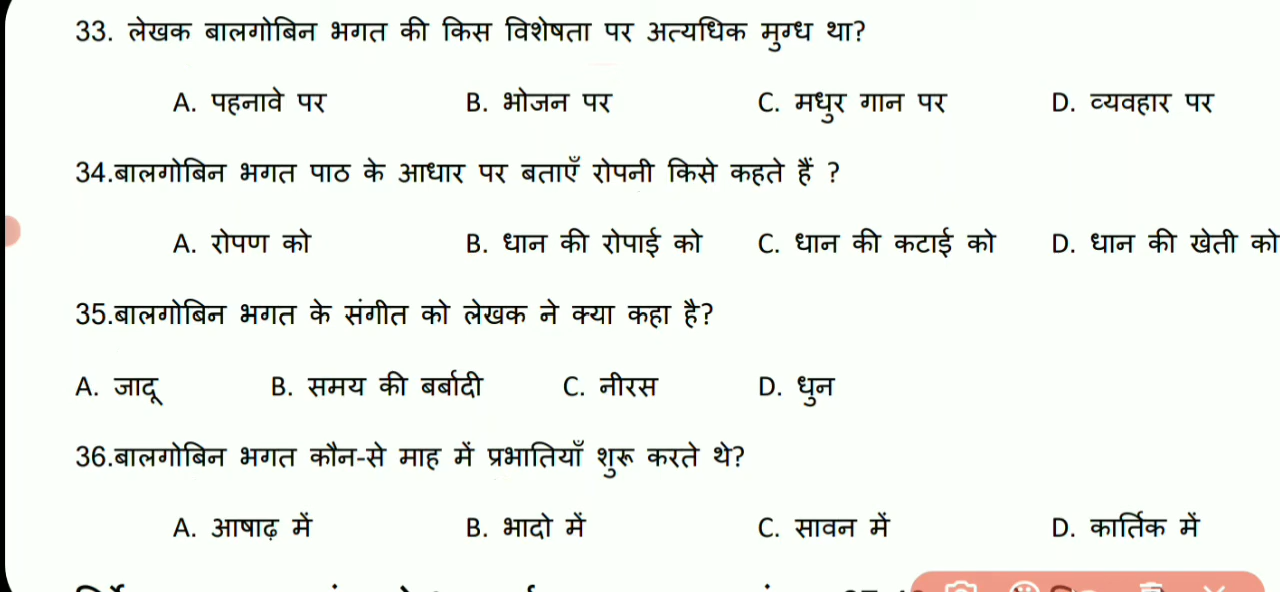 33. लेखक बालगोबिन भगत की किस विशेषता पर अत्यधिक मुग्ध था?
A. पहनावे पर B. भोजन पर C. मधुर गान पर D. व्यवहार पर
34.बालगोबिन भगत पाठ के आधार पर बताएँ रोपनी किसे कहते हैं ?
A. रोपण को B. धान की रोपाई को C. धान की कटाई को D. धान की खेती को
35.बालगोबिन भगत के संगीत को लेखक ने क्या कहा है?
A. जादू B. समय की बर्बादी C. नीरस D. धुन
36.बालगोबिन भगत कौन-से माह में प्रभातियाँ शुरू करते थे?
A. आषाढ़ में B. भादो में C. सावन में D. कार्तिक में